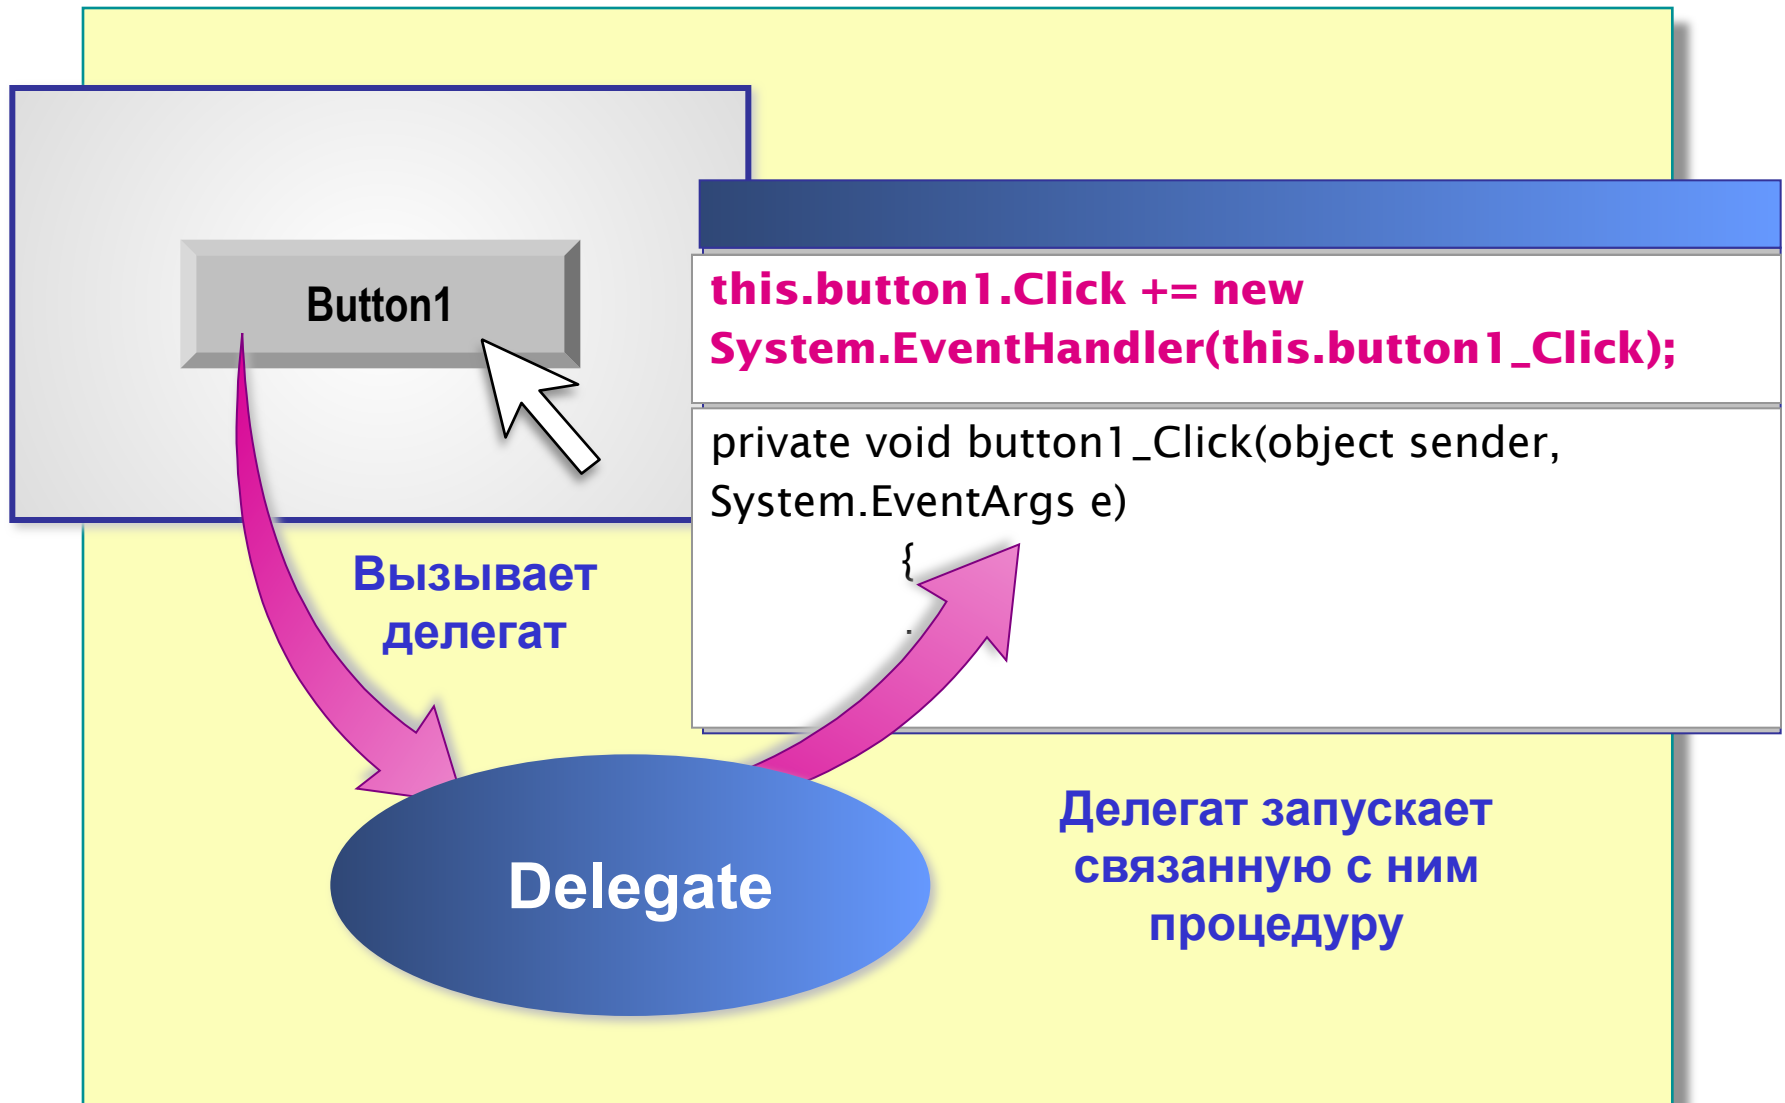 Button1
this.button1.Click += new
System.EventHandler(this.button1_Click);
private void button1_Click(object sender,
System.EventArgs e)
{
.
Вызывает
делегат
Delegate
Делегат запускает
связанную с ним
процедуру